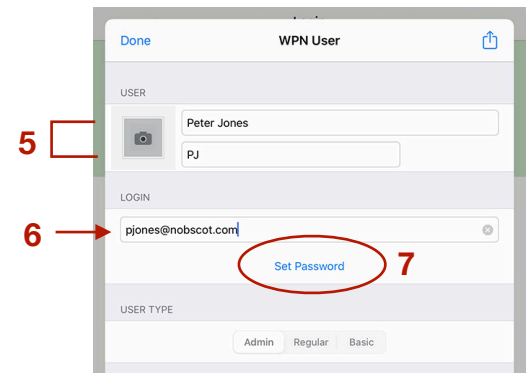 Done WPN User
USER
5
Peter Jones
PJ
LOGIN
6
pjones@nobscot.com
Set Password 7
USER TYPE
Admin Regular Basic